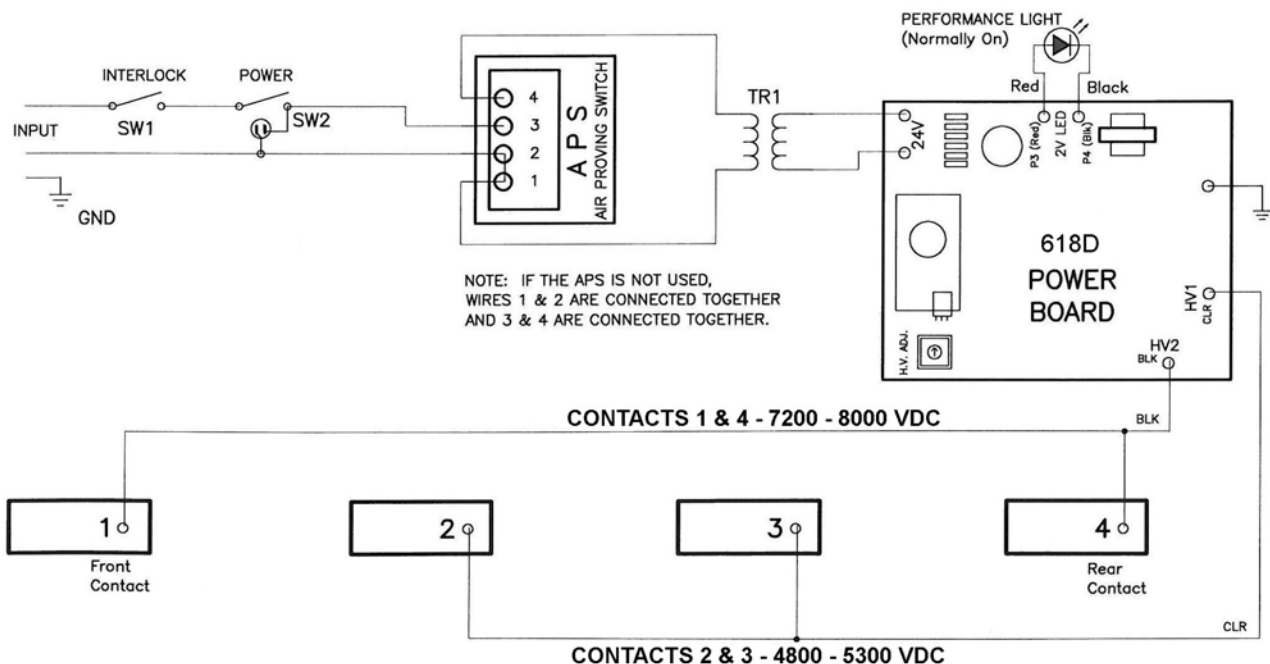 PERFORMANCE LIGHT
(Normally On)
Red
Black
INTERLOCK
POWER
SW1
SW2
INPUT
GND
4
3
2
1
APS
AIR PROVING SWITCH
TR1
24V
P3 (Red)
2V LED
P4 (Blk)
618D
POWER
BOARD
HV1
CLR
HV2
BLK
H.V. ADJ.
NOTE: IF THE APS IS NOT USED,
WIRES 1 & 2 ARE CONNECTED TOGETHER
AND 3 & 4 ARE CONNECTED TOGETHER.
CONTACTS 1 & 4 - 7200 - 8000 VDC
BLK
1
Front
Contact
2
3
4
Rear
Contact
CLR
CONTACTS 2 & 3 - 4800 - 5300 VDC